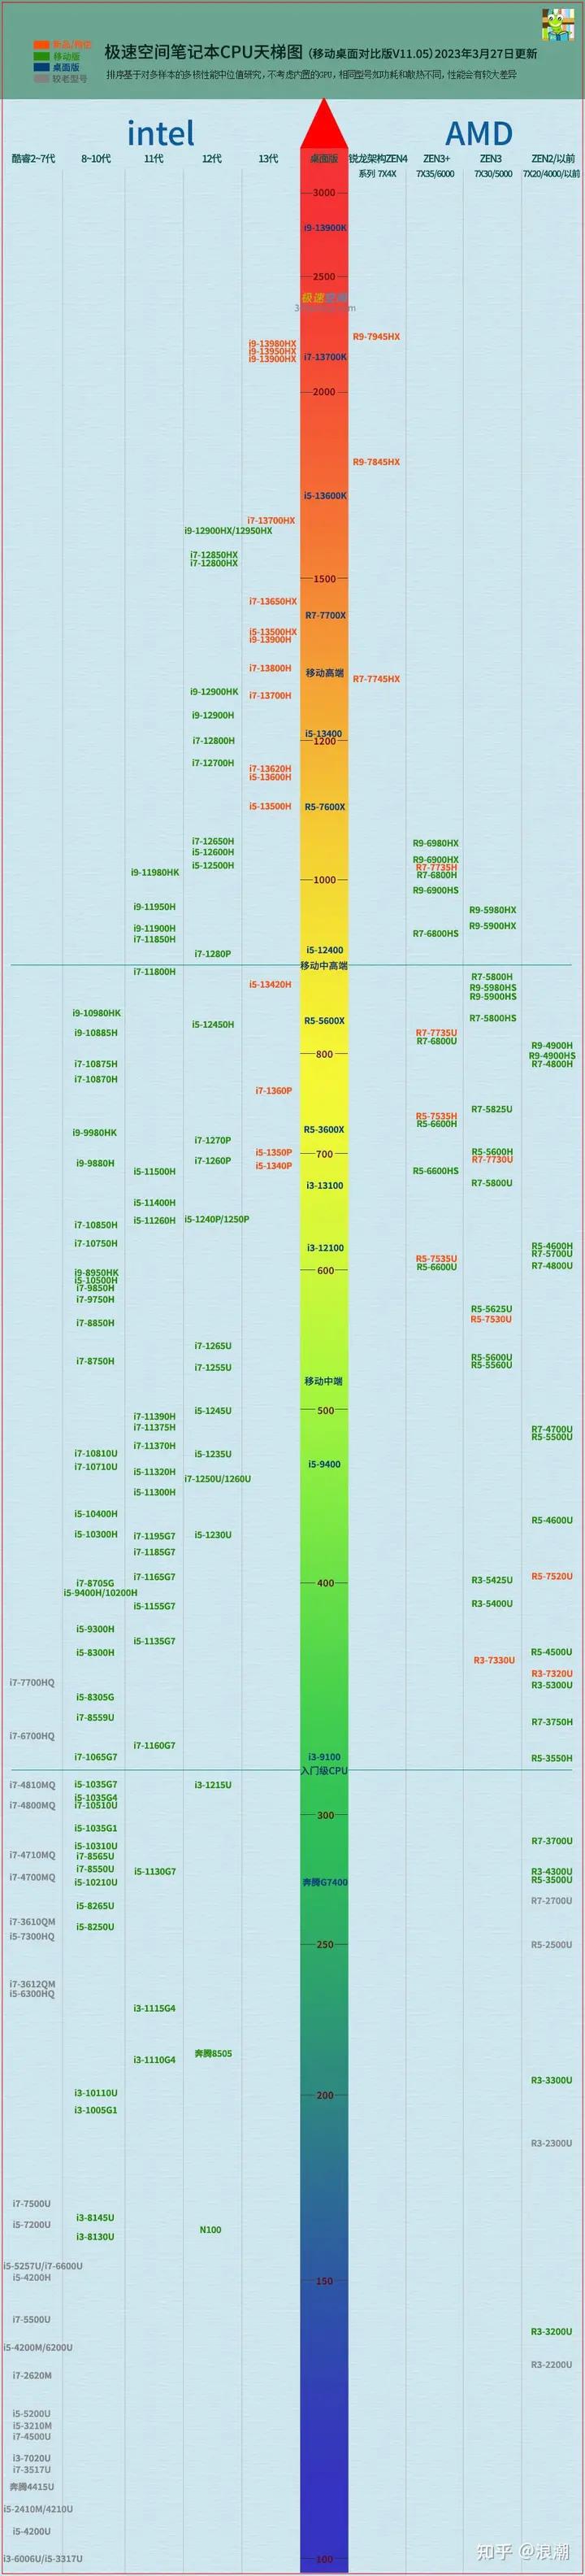 新品/构位
移动版
桌面版
较老型号
极速空间笔记本CPU天梯图（移动桌面对比版V11.05）2023年3月27日更新
排序基于对多样本的多核性能中位值研究，不考虑内置的GPU，相同型号如功耗和散热不同，性能会有较大差异
intel AMD
酷睿2~7代 8~10代 11代 12代 13代 桌面版 锐龙架构ZEN4 ZEN3+ ZEN3 ZEN2/以前
系列 7X4X 7X35/6000 7X30/5000 7X20/4000/以前
3000
i9-13900K
2500
极速空间
R9-7945HX
i9-13980HX
i9-13950HX
i9-13900HX i7-13700K
2000
R9-7845HX
i5-13600K
i7-13700HX
i9-12900HX/12950HX
i7-12850HX
i7-12800HX
1500
i7-13650HX
R7-7700X
i5-13500HX
i9-13900H
i7-13800H 移动高端
R7-7745HX
i9-12900HK i7-13700H
i9-12900H
i5-13400
i7-12800H 1200
i7-12700H
i7-13620H
i5-13600H
i5-13500H R5-7600X
i7-12650H R9-6980HX
i5-12600H
R9-6900HX
i5-12500H R7-7735H
i9-11980HK R7-6800H
1000
R9-6900HS
i9-11950H R9-5980HX
R9-5900HX
i9-11900H R7-6800HS
i7-11850H
i5-12400
i7-1280P
移动中高端
i7-11800H
R7-5800H
i5-13420H R9-5980HS
R9-5900HS
i9-10980HK
R7-5800HS
i5-12450H R5-5600X
i9-10885H R7-7735U
R7-6800U
R9-4900H
800 R9-4900HS
i7-10875H R7-4800H
i7-10870H
i7-1360P
R7-5825U
R5-7535H
R5-6600H
R5-3600X
i9-9980HK
i7-1270P
i5-1350P 700 R5-5600H
i7-1260P R7-7730U
i9-9880H i5-1340P
i5-11500H R5-6600HS
R7-5800U
i3-13100
i5-11400H
i5-11260H i5-1240P/1250P
i7-10850H
i7-10750H R5-4600H
i3-12100
R7-5700U
R5-7535U
R5-6600U R7-4800U
i9-8950HK 600
i5-10500H
i7-9850H
i7-9750H
R5-5625U
i7-8850H R5-7530U
i7-1265U
i7-8750H R5-5600U
i7-1255U R5-5560U
移动中端
i5-1245U 500
i7-11390H
i7-11375H R7-4700U
R5-5500U
i7-11370H
i7-10810U i5-1235U
i7-10710U i5-9400
i5-11320H
i7-1250U/1260U
i5-11300H
i5-10400H
R5-4600U
i5-10300H i7-1195G7 i5-1230U
i7-1185G7
i7-1165G7 R5-7520U
i7-8705G 400 R3-5425U
i5-9400H/10200H
i5-1155G7 R3-5400U
i5-9300H
i5-1135G7
i5-8300H R5-4500U
R3-7330U
R3-7320U
i7-7700HQ R3-5300U
i5-8305G
i7-8559U
R7-3750H
i7-6700HQ
i7-1160G7
i7-1065G7 i3-9100 R5-3550H
入门级CPU
i7-4810MQ i5-1035G7 i3-1215U
i5-1035G4
i7-4800MQ i7-10510U
300
i5-1035G1
R7-3700U
i5-10310U
i7-4710MQ i7-8565U
i7-8550U i5-1130G7 R3-4300U
i7-4700MQ i5-10210U 奔腾G7400 R5-3500U
R7-2700U
i5-8265U
i7-3610QM
i5-8250U
i5-7300HQ
250 R5-2500U
i7-3612QM
i5-6300HQ
i3-1115G4
奔腾8505
i3-1110G4
R3-3300U
i3-10110U 200
i3-1005G1
R3-2300U
i7-7500U
i3-8145U
i5-7200U N100
i3-8130U
i5-5257U/i7-6600U
i5-4200H 150
i7-5500U
R3-3200U
i5-4200M/6200U
R3-2200U
i7-2620M
i5-5200U
i5-3210M
i7-4500U
i3-7020U
i7-3517U
奔腾4415U
i5-2410M/4210U
i5-4200U
知乎 @浪潮
i3-6006U/i5-3317U 100